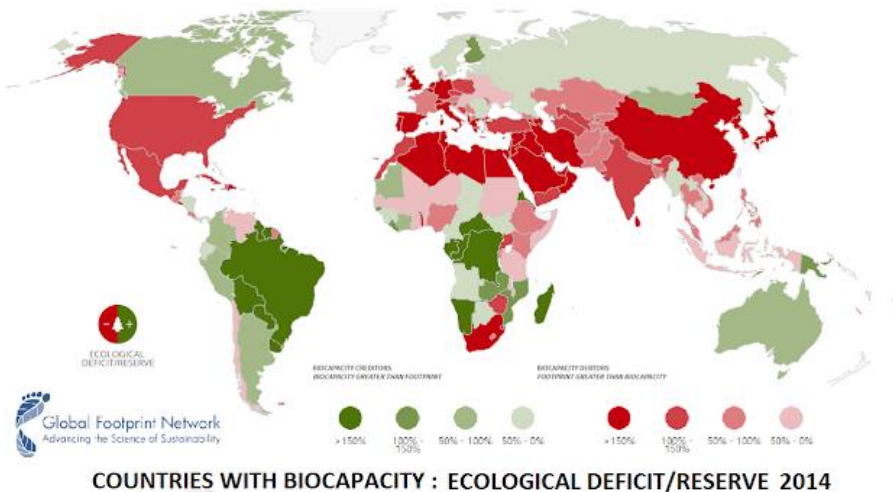 - +
ECOLOGICAL
DEFICIT/RESERVE
BIOCAPACITY CREDITORS
BIOCAPACITY GREATER THAN FOOTPRINT
BIOCAPACITY DEBTORS
FOOTPRINT GREATER THAN BIOCAPACITY
Global Footprint Network
Advancing the Science of Sustainability
>150% 100% - 150% 50% - 100% 50% - 0% >150% 100% - 150% 50% - 100% 50% - 0%
COUNTRIES WITH BIOCAPACITY : ECOLOGICAL DEFICIT/RESERVE 2014